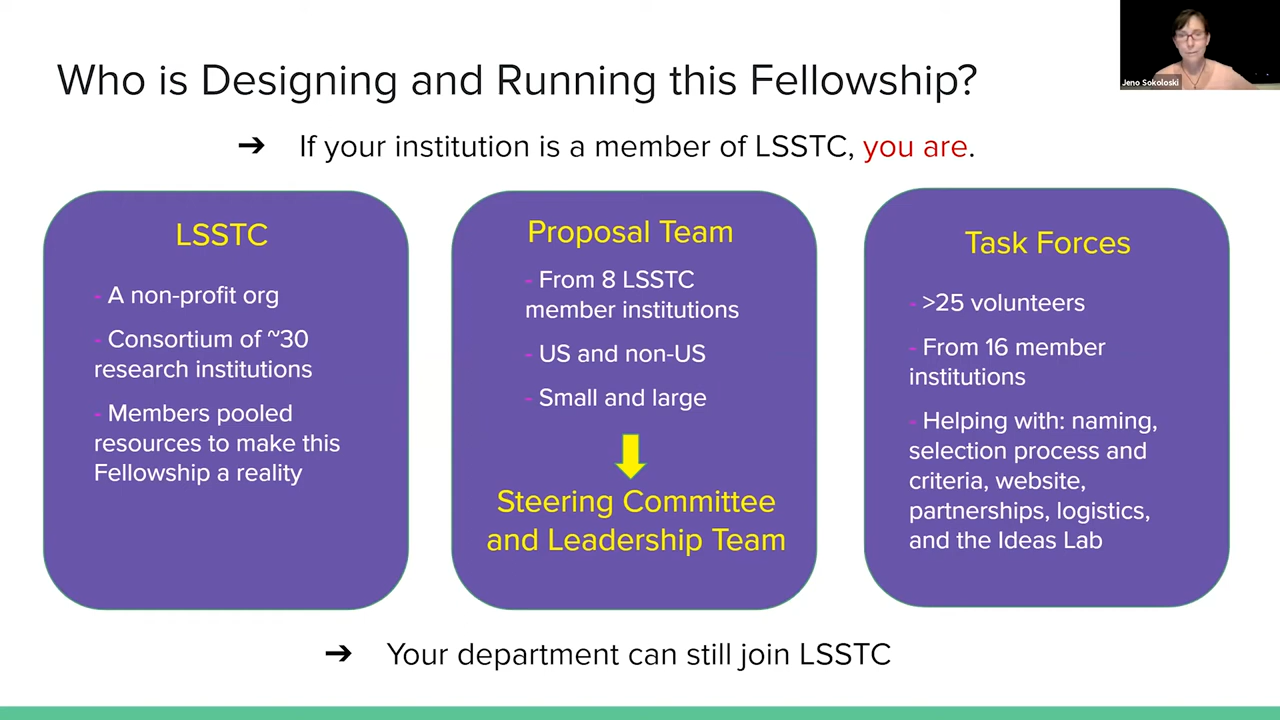 Who is Designing and Running this Fellowship?
Jeno Sokoloski
➔ If your institution is a member of LSSTC, you are.
LSSTC
- A non-profit org
- Consortium of ~30
research institutions
- Members pooled
resources to make this
Fellowship a reality
Proposal Team
- From 8 LSSTC
member institutions
- US and non-US
- Small and large
Steering Committee
and Leadership Team
Task Forces
- >25 volunteers
- From 16 member
institutions
- Helping with: naming,
selection process and
criteria, website,
partnerships, logistics,
and the Ideas Lab
➔ Your department can still join LSSTC